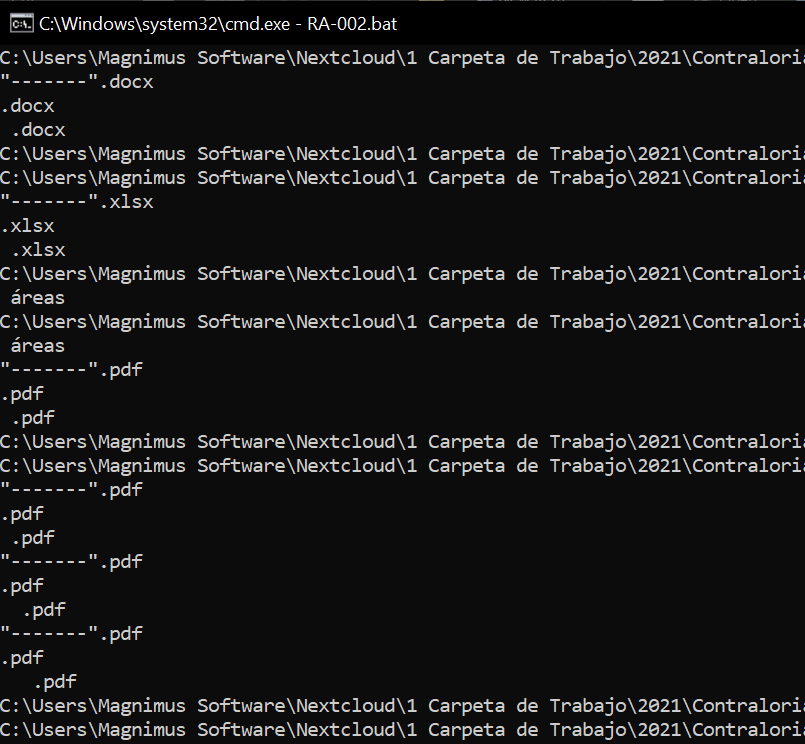 C:\Windows\system32\cmd.exe - RA-002.bat
C:\Users\Magnimus Software\Nextcloud\1 Carpeta de Trabajo\2021\Contraloria
"-------".docx
.docx
 .docx
C:\Users\Magnimus Software\Nextcloud\1 Carpeta de Trabajo\2021\Contraloria
C:\Users\Magnimus Software\Nextcloud\1 Carpeta de Trabajo\2021\Contraloria
"-------".xlsx
.xlsx
 .xlsx
C:\Users\Magnimus Software\Nextcloud\1 Carpeta de Trabajo\2021\Contraloria
 áreas
C:\Users\Magnimus Software\Nextcloud\1 Carpeta de Trabajo\2021\Contraloria
 áreas
"-------".pdf
.pdf
 .pdf
C:\Users\Magnimus Software\Nextcloud\1 Carpeta de Trabajo\2021\Contraloria
C:\Users\Magnimus Software\Nextcloud\1 Carpeta de Trabajo\2021\Contraloria
"-------".pdf
.pdf
 .pdf
"-------".pdf
.pdf
  .pdf
"-------".pdf
.pdf
   .pdf
C:\Users\Magnimus Software\Nextcloud\1 Carpeta de Trabajo\2021\Contraloria
C:\Users\Magnimus Software\Nextcloud\1 Carpeta de Trabajo\2021\Contraloria